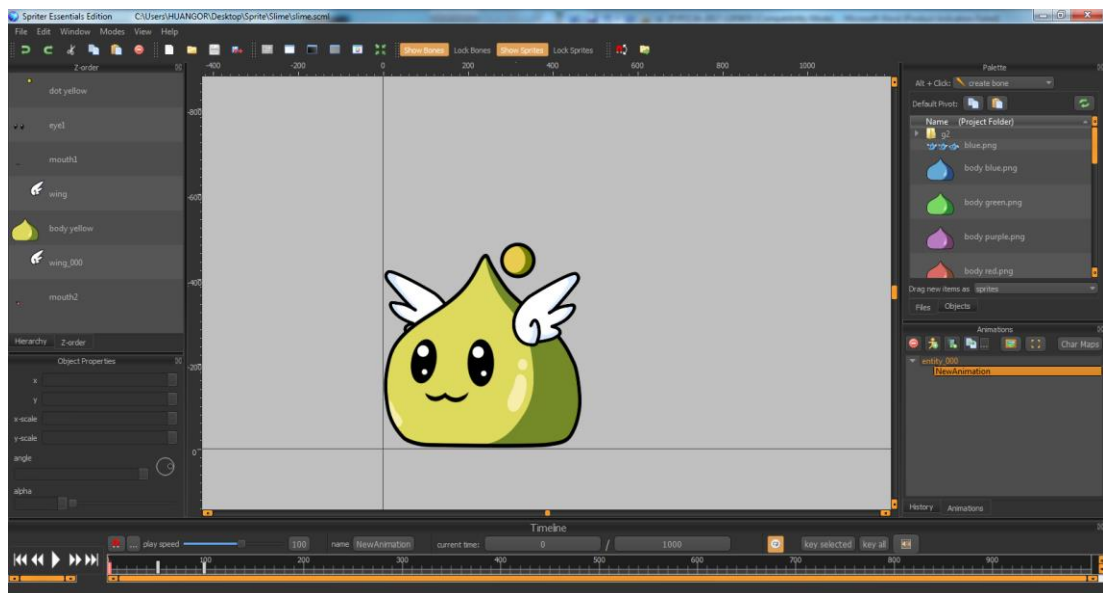 Spriter Essentials Edition C:\Users\HUANGOR\Desktop\Sprite\Slime\slime.scml
File Edit Window Modes View Help
Show Bones Lock Bones Show Sprites Lock Sprites
Z-order
dot yellow
eye1
mouth1
wing
body yellow
wing_000
mouth2
Hierarchy Z-order
Object Properties
x
y
x-scale
y-scale
angle
alpha
-400 -200 0 200 400 600 800 1000
-800
-600
-400
-200
0
Palette
Alt + Click: create bone
Default Pivot:
Name (Project Folder)
g2
blue.png
body blue.png
body green.png
body purple.png
body red.png
Drag new items as sprites
Files Objects
Animations
Char Maps
entity_000
NewAnimation
History Animations
Timeline
play speed 100 name NewAnimation current time: 0 / 1000 key selected key all
100 200 300 400 500 600 700 800 900